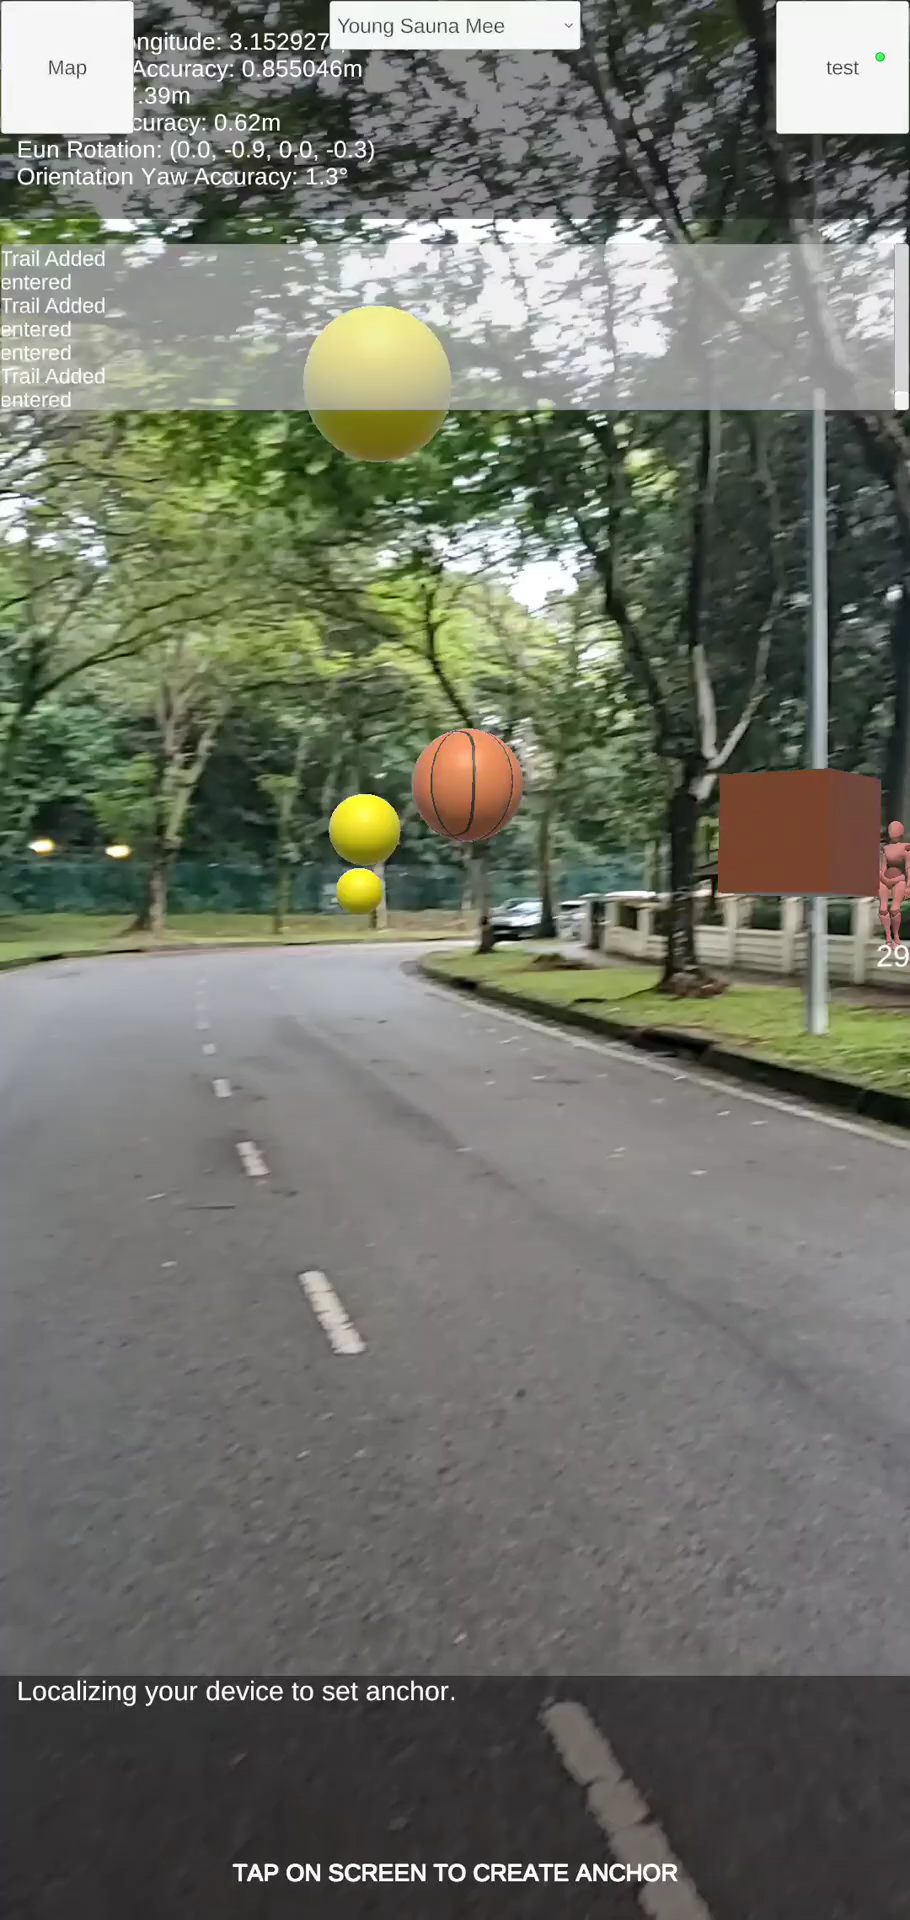 Young Sauna Mee
Map
test
ongitude: 3.152927
Accuracy: 0.855046m
.39m
curacy: 0.62m
Eun Rotation: (0.0, -0.9, 0.0, -0.3)
Orientation Yaw Accuracy: 1.3°
Trail Added
entered
Trail Added
entered
entered
Trail Added
entered
29
Localizing your device to set anchor.
TAP ON SCREEN TO CREATE ANCHOR